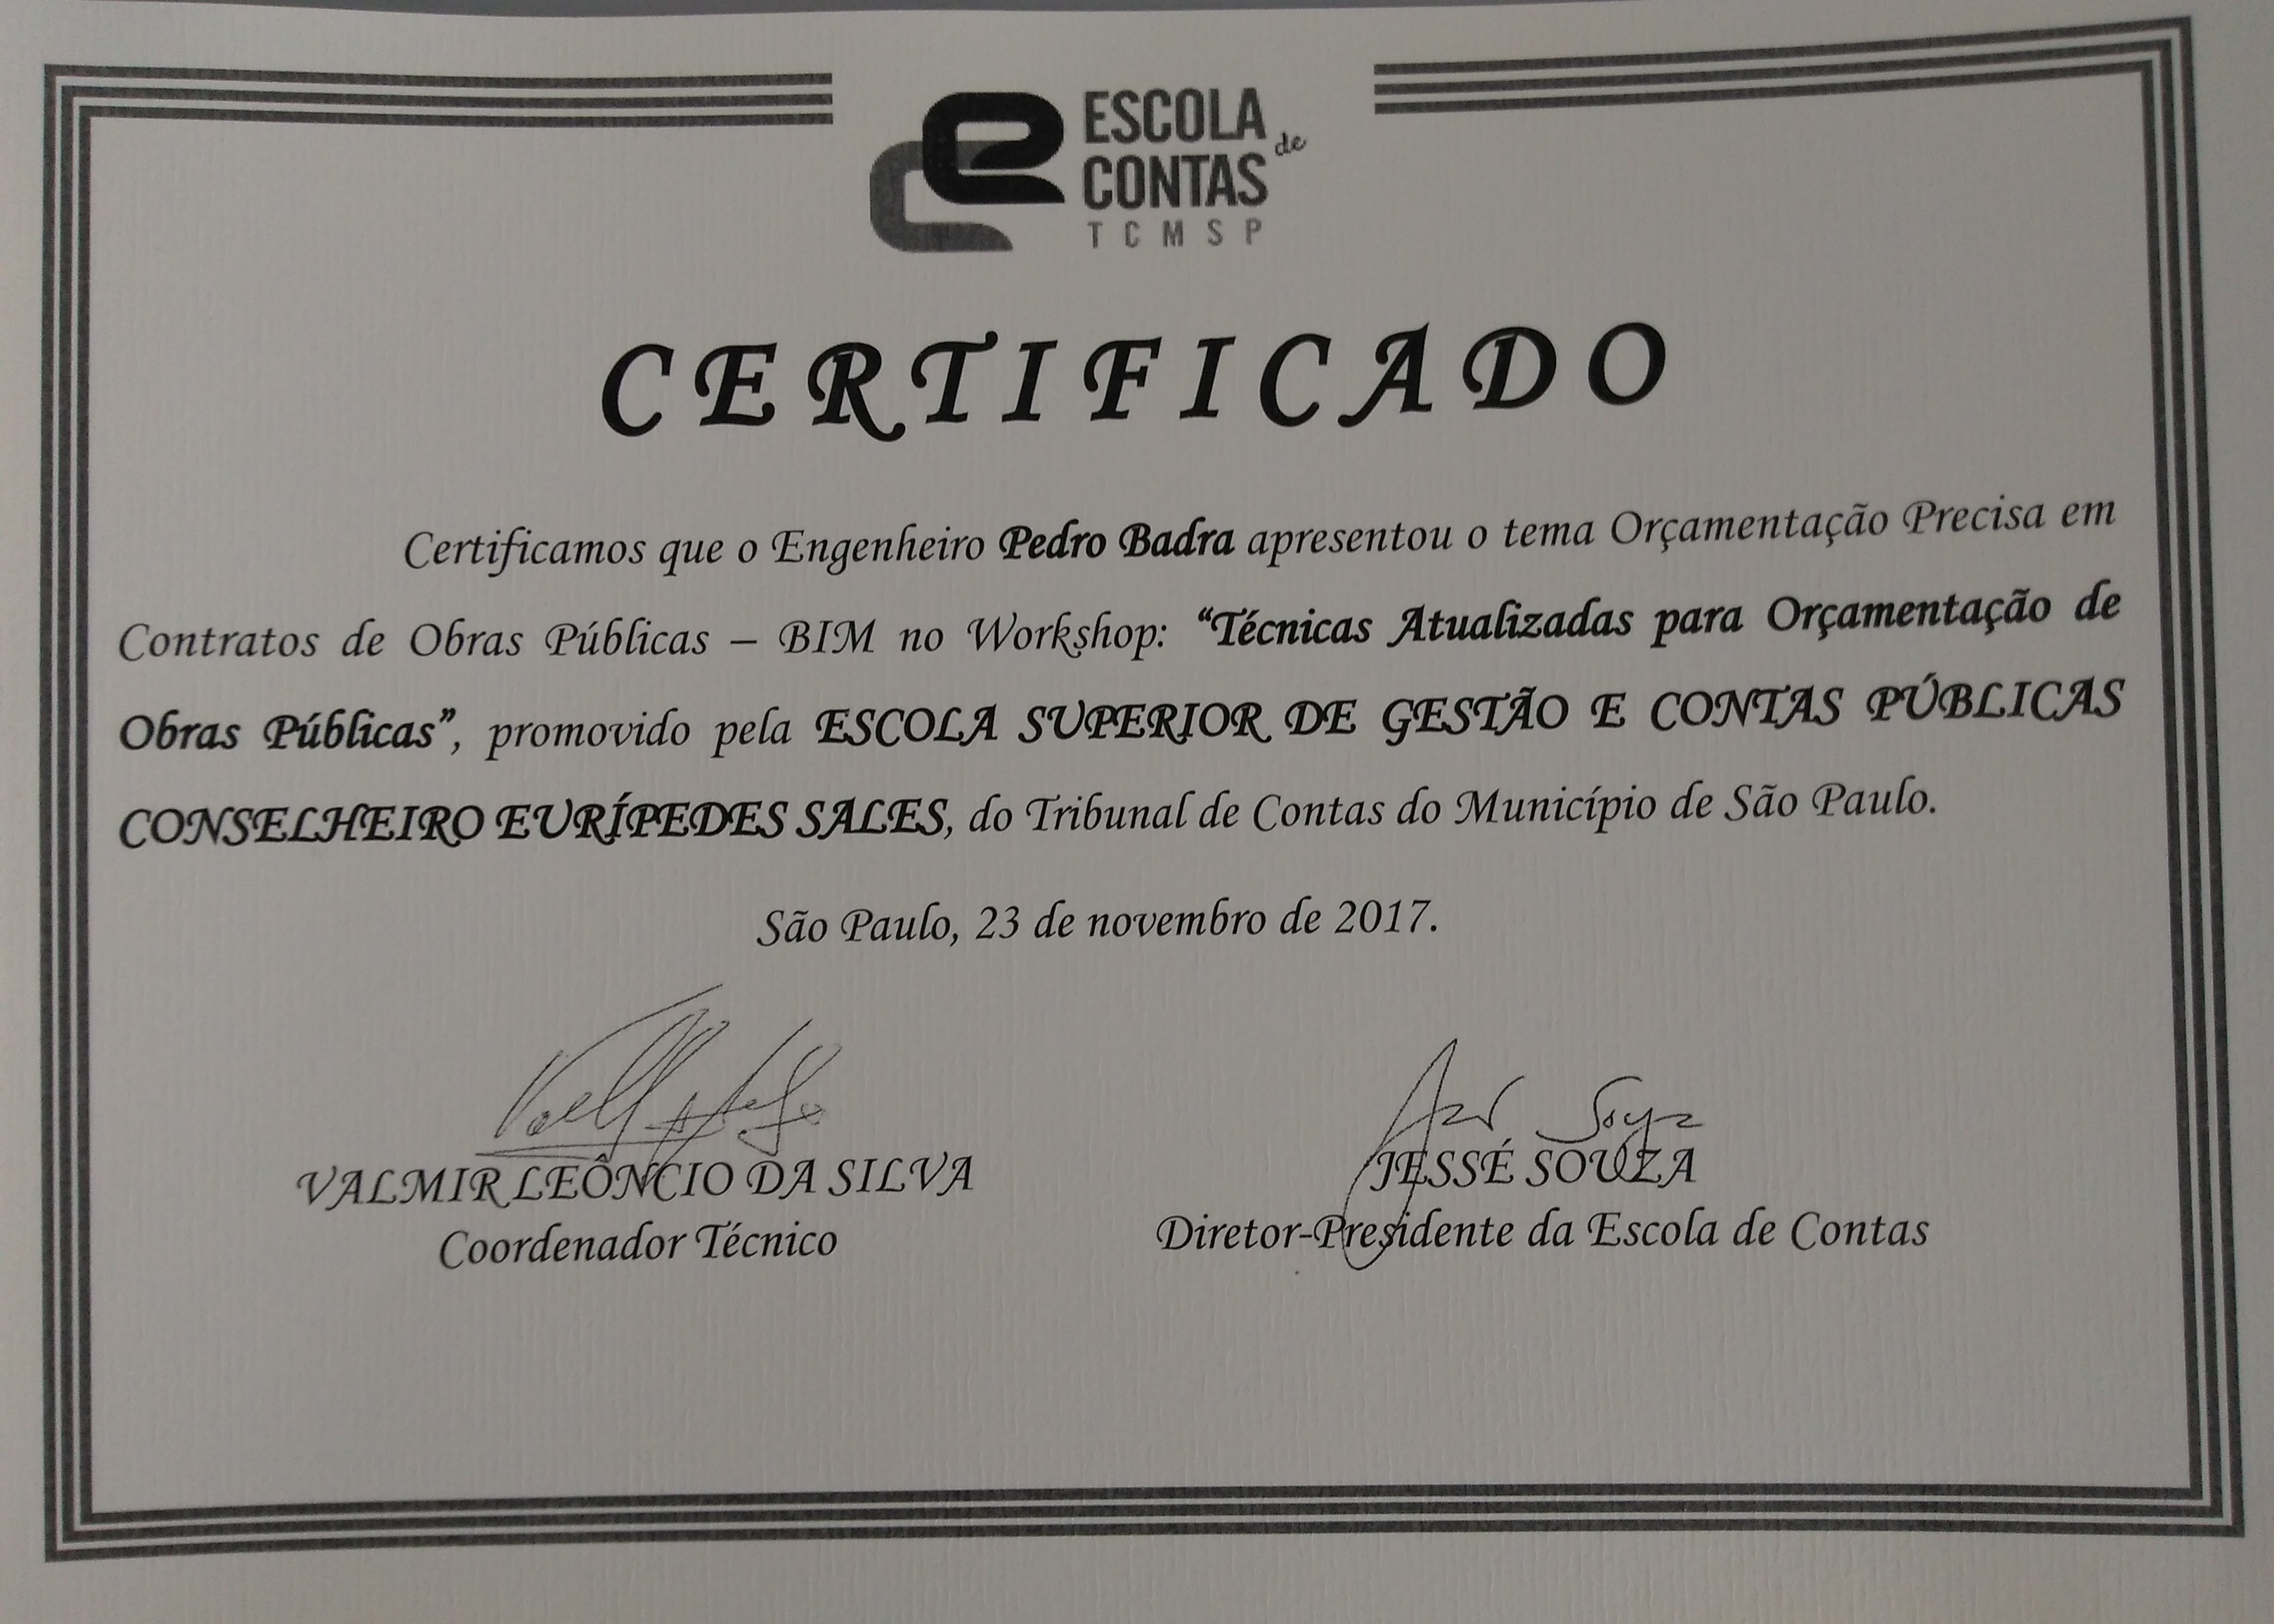 ESCOLA de
CONTAS
TCMSP
CERTIFICADO
Certificamos que o Engenheiro Pedro Badra apresentou o tema Orçamentação Precisa em
Contratos de Obras Públicas – BIM no Workshop: “Técnicas Atualizadas para Orçamentação de
Obras Públicas”, promovido pela ESCOLA SUPERIOR DE GESTÃO E CONTAS PÚBLICAS
CONSELHEIRO EURÍPEDES SALES, do Tribunal de Contas do Município de São Paulo.
São Paulo, 23 de novembro de 2017.
VALMIR LEÔNCIO DA SILVA
Coordenador Técnico
JESSÉ SOUZA
Diretor-Presidente da Escola de Contas